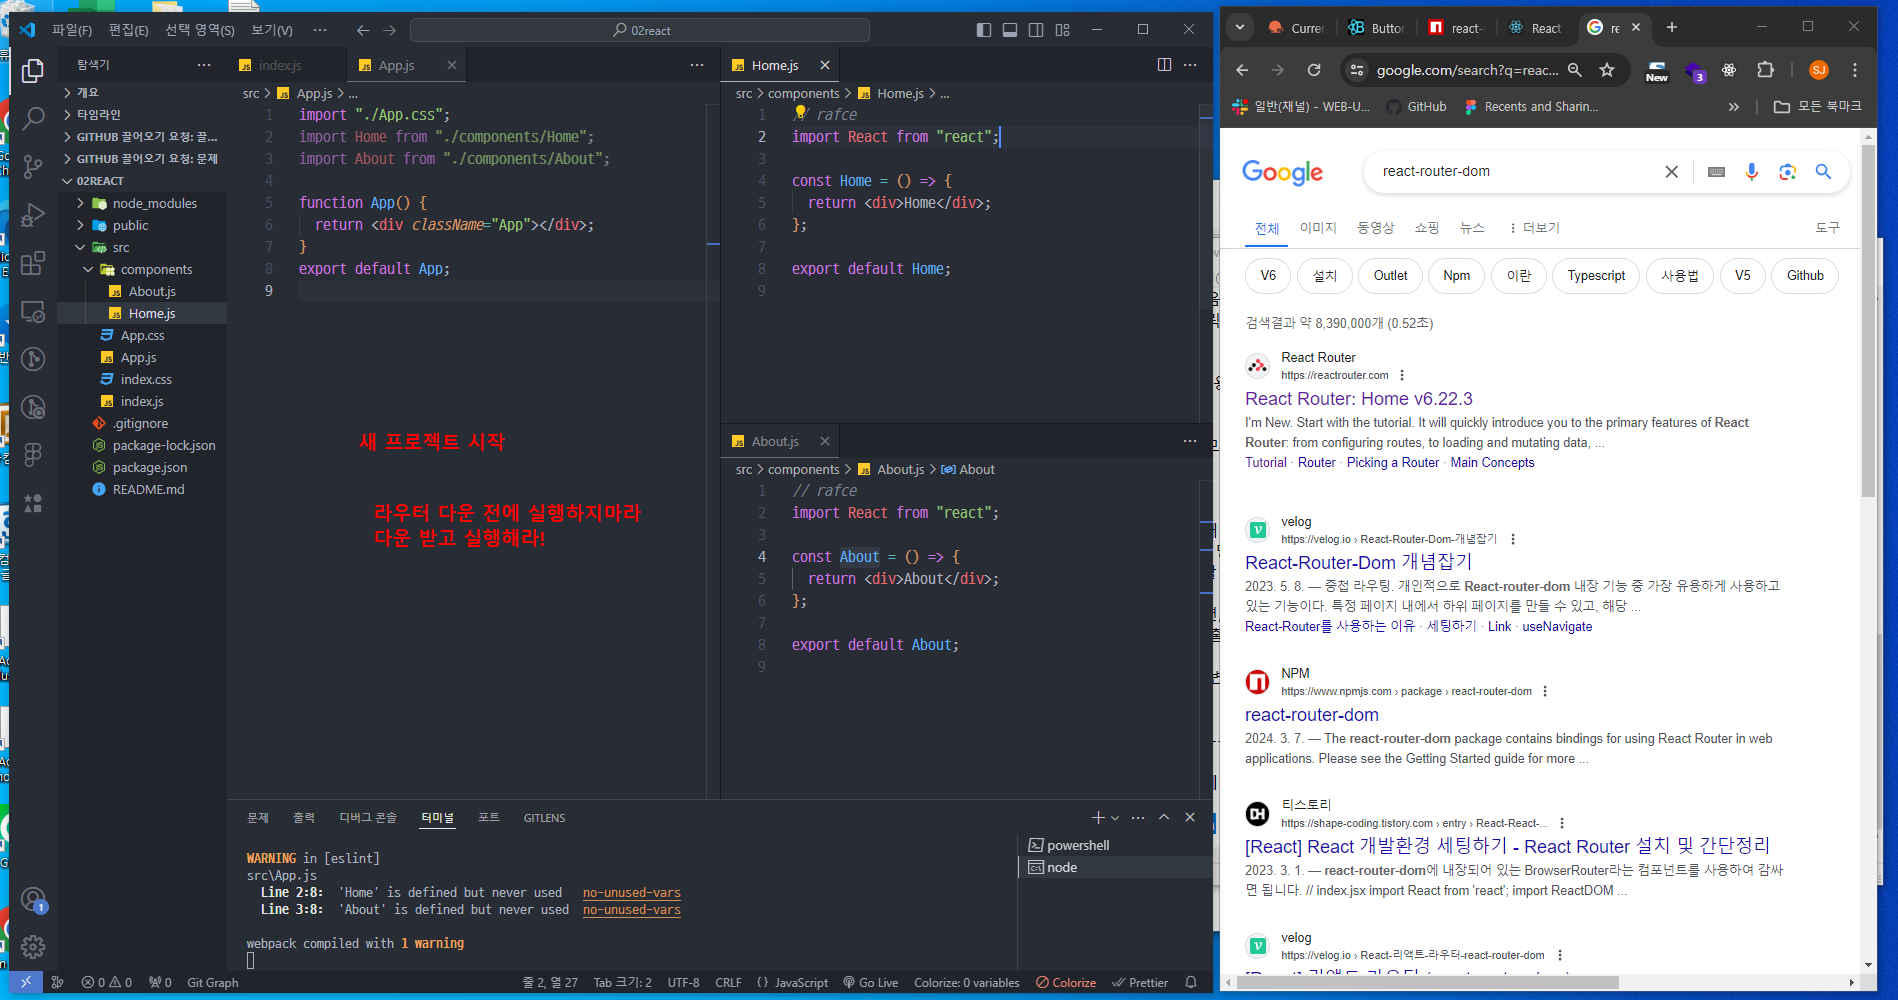 파일(F) 편집(E) 선택 영역(S) 보기(V) ··· 02react
탐색기 ···
개요
타임라인
GITHUB 끌어오기 요청: 끌...
GITHUB 끌어오기 요청: 문제
02REACT
node_modules
public
src
components
About.js
Home.js
App.css
App.js
index.css
index.js
.gitignore
package-lock.json
package.json
README.md
index.js App.js
src > App.js > ...
1 import "./App.css";
2 import Home from "./components/Home";
3 import About from "./components/About";
4
5 function App() {
6 return <div className="App"></div>;
7 }
8 export default App;
9
새 프로젝트 시작
라우터 다운 전에 실행하지마라
다운 받고 실행해라!
Home.js
src > components > Home.js > ...
1 // rafce
2 import React from "react";
3
4 const Home = () => {
5 return <div>Home</div>;
6 };
7
8 export default Home;
9
About.js
src > components > About.js > About
1 // rafce
2 import React from "react";
3
4 const About = () => {
5 return <div>About</div>;
6 };
7
8 export default About;
9
문제 출력 디버그 콘솔 터미널 포트 GITLENS
WARNING in [eslint]
src\App.js
Line 2:8: 'Home' is defined but never used no-unused-vars
Line 3:8: 'About' is defined but never used no-unused-vars
webpack compiled with 1 warning
powershell
node
1
0 0 0 Git Graph 줄 2, 열 27 Tab 크기: 2 UTF-8 CRLF {} JavaScript Go Live Colorize: 0 variables Colorize Prettier
Curren Button react- React re
google.com/search?q=reac... New 3 SJ
일반(채널) - WEB-U... GitHub Recents and Sharin... » 모든 북마크
Google react-router-dom
전체 이미지 동영상 쇼핑 뉴스 더보기 도구
V6 설치 Outlet Npm 이란 Typescript 사용법 V5 Github
검색결과 약 8,390,000개 (0.52초)
React Router
https://reactrouter.com
React Router: Home v6.22.3
I'm New. Start with the tutorial. It will quickly introduce you to the primary features of React
Router: from configuring routes, to loading and mutating data, ...
Tutorial · Router · Picking a Router · Main Concepts
velog
https://velog.io › React-Router-Dom-개념잡기
React-Router-Dom 개념잡기
2023. 5. 8. — 중첩 라우팅. 개인적으로 React-router-dom 내장 기능 중 가장 유용하게 사용하고
있는 기능이다. 특정 페이지 내에서 하위 페이지를 만들 수 있고, 해당 ...
React-Router를 사용하는 이유 · 세팅하기 · Link · useNavigate
NPM
https://www.npmjs.com › package › react-router-dom
react-router-dom
2024. 3. 7. — The react-router-dom package contains bindings for using React Router in web
applications. Please see the Getting Started guide for more ...
티스토리
https://shape-coding.tistory.com › entry › React-React-...
[React] React 개발환경 세팅하기 - React Router 설치 및 간단정리
2023. 3. 1. — react-router-dom에 내장되어 있는 BrowserRouter라는 컴포넌트를 사용하여 감싸
면 됩니다. // index.jsx import React from 'react'; import ReactDOM ...
velog
https://velog.io › React-리액트-라우터-react-router-dom